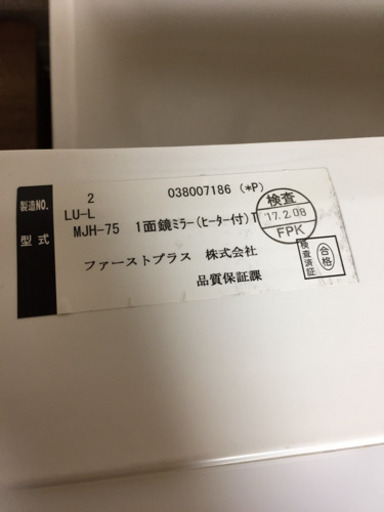 製造NO.
2
038007186 (*P)
LU-L
型式
MJH-75 1面鏡ミラー(ヒーター付)T
ファーストプラス 株式会社
品質保証課
検査
17.2.08
FPK
検査済証
合格